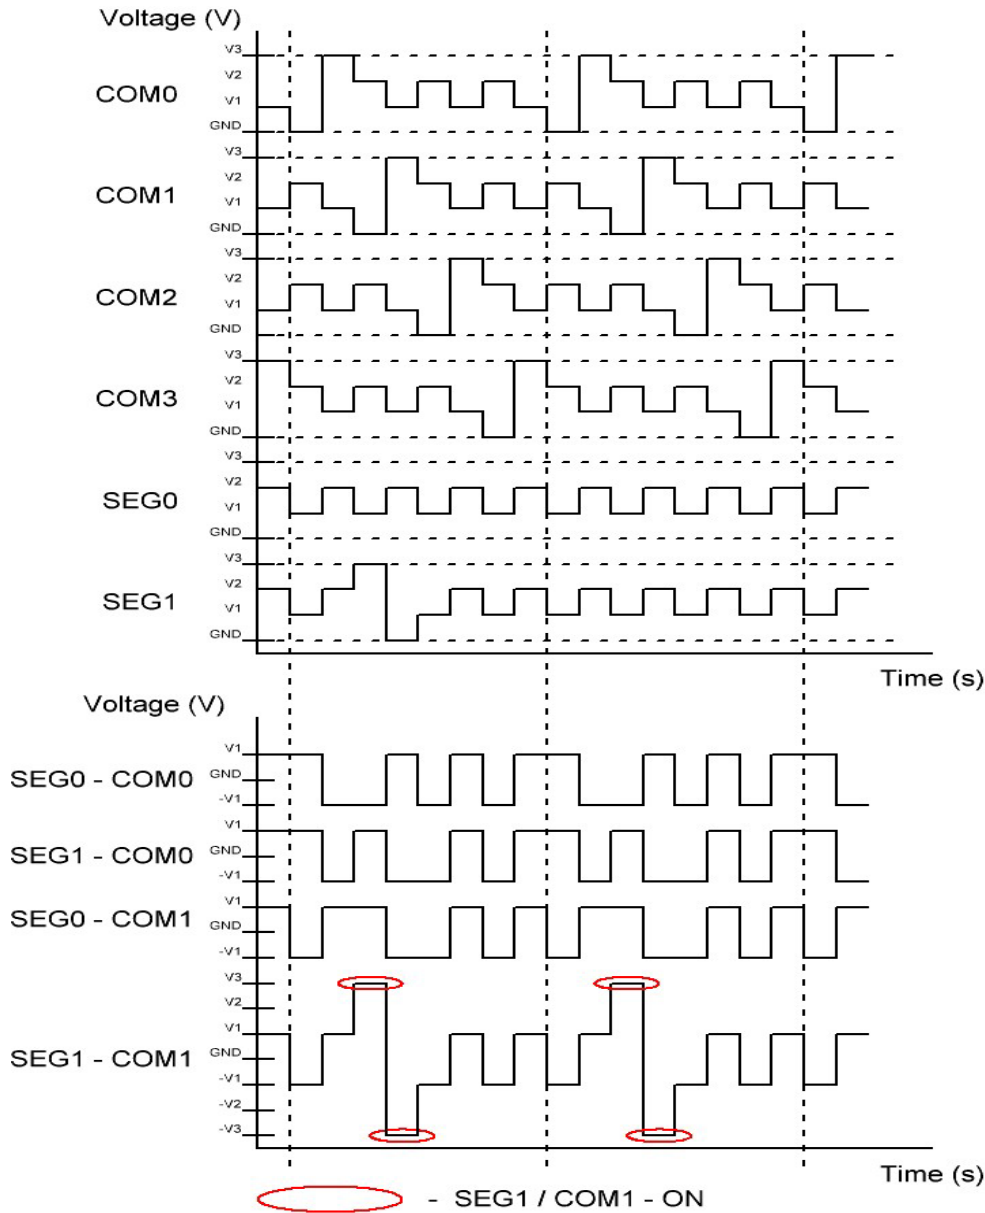 Voltage (V)
COM0
V3
V2
V1
GND
COM1
V3
V2
V1
GND
COM2
V3
V2
V1
GND
COM3
V3
V2
V1
GND
SEG0
V3
V2
V1
GND
SEG1
V3
V2
V1
GND
Time (s)
Voltage (V)
SEG0 - COM0
V1
GND
-V1
SEG1 - COM0
V1
GND
-V1
SEG0 - COM1
V1
GND
-V1
SEG1 - COM1
V3
V2
V1
GND
-V1
-V2
-V3
Time (s)
- SEG1 / COM1 - ON